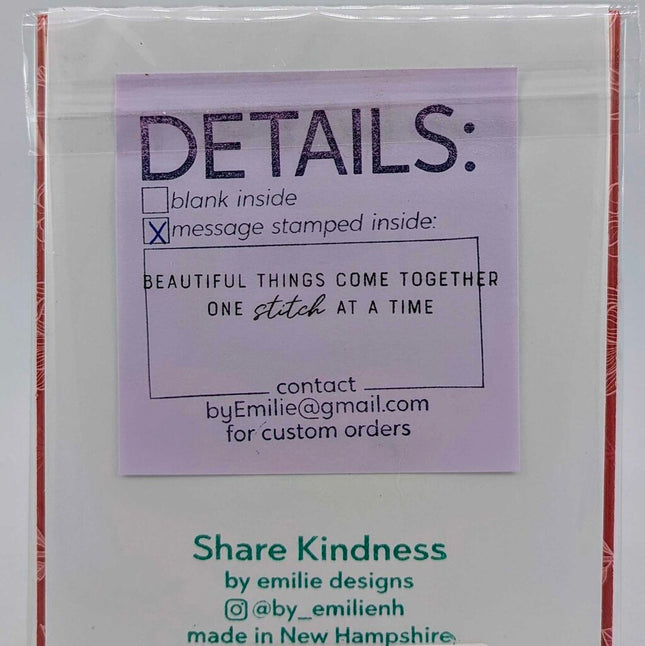 DETAILS:
blank inside
X message stamped inside:
BEAUTIFUL THINGS COME TOGETHER
ONE stitch AT A TIME
contact
byEmilie@gmail.com
for custom orders
Share Kindness
by emilie designs
@by_emilienh
made in New Hampshire